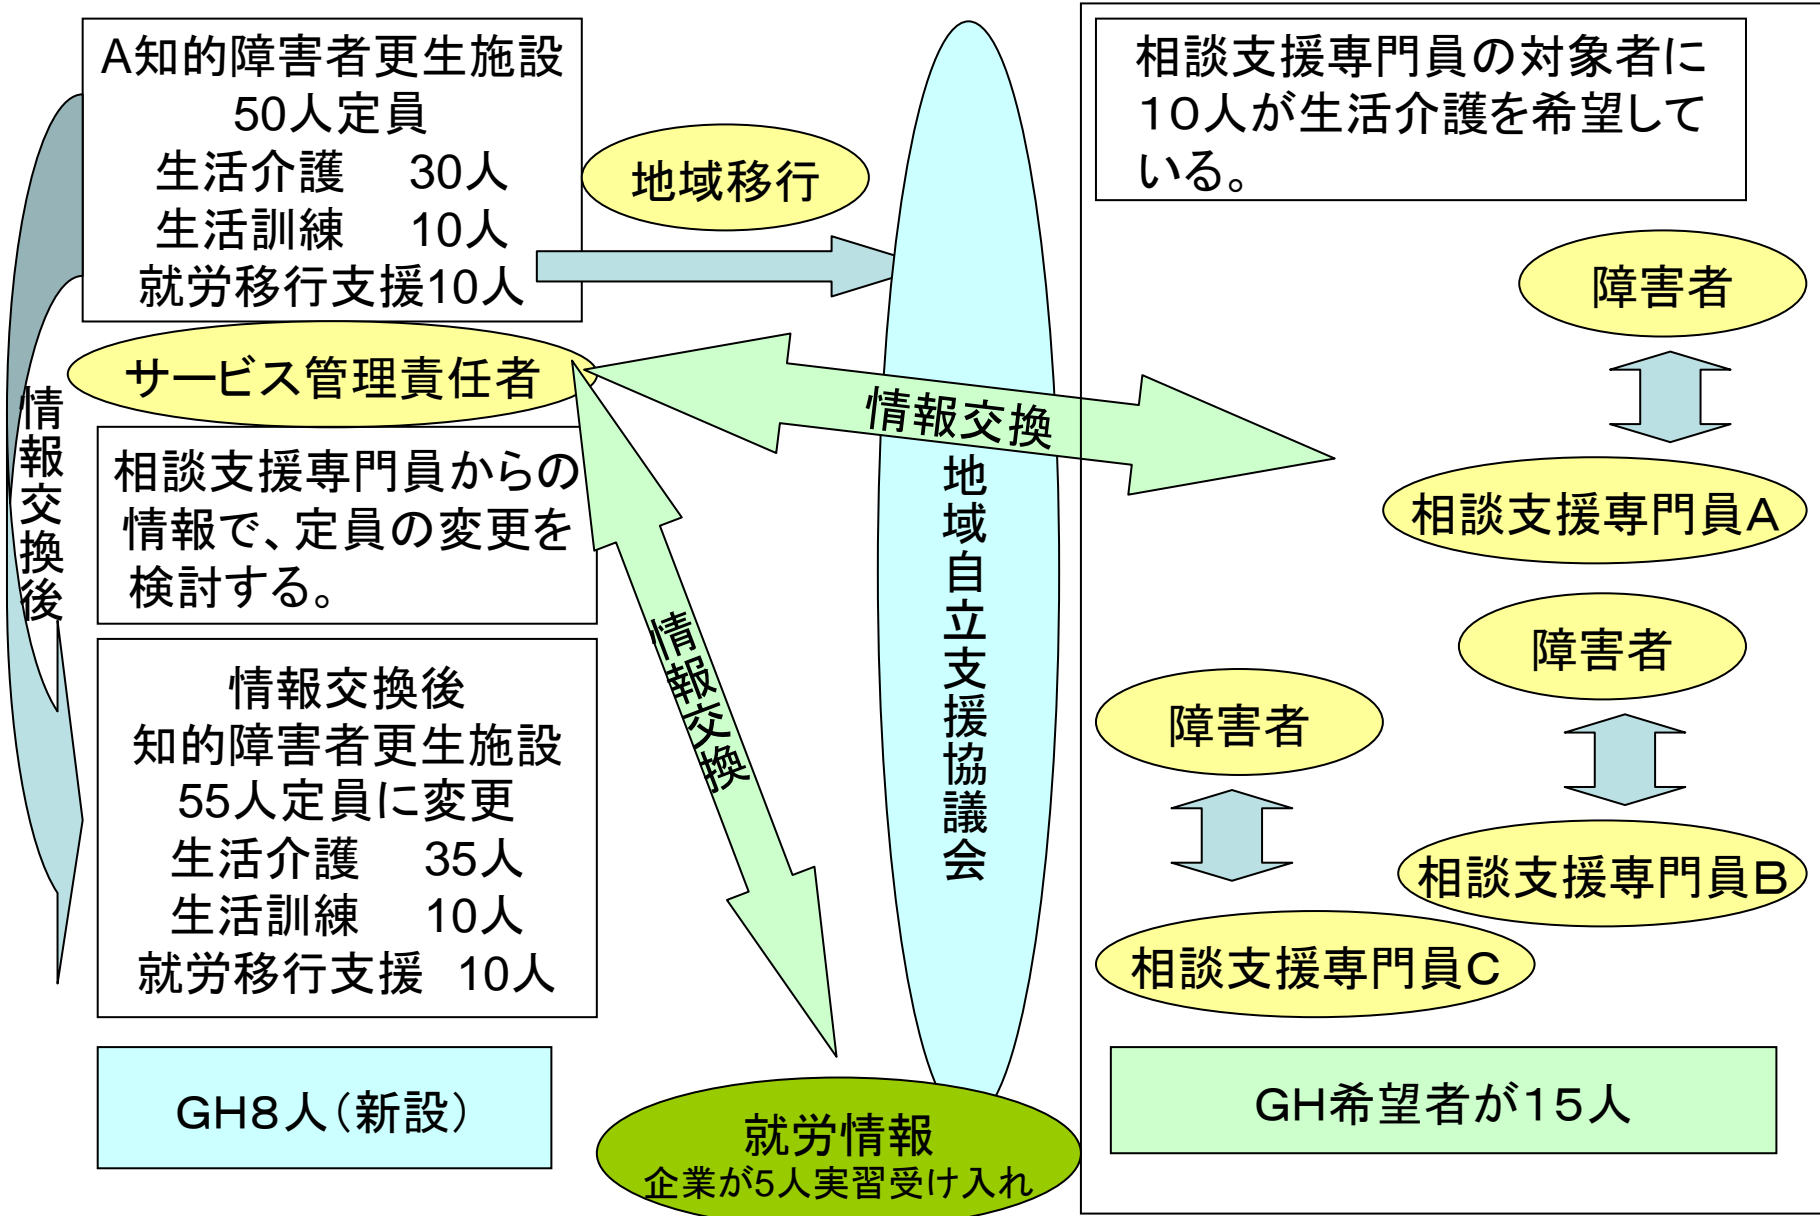 A知的障害者更生施設
50人定員
生活介護 30人
生活訓練 10人
就労移行支援10人
地域移行
サービス管理責任者
情報交換後
相談支援専門員からの
情報で、定員の変更を
検討する。
情報交換後
知的障害者更生施設
55人定員に変更
生活介護 35人
生活訓練 10人
就労移行支援 10人
GH8人（新設）
情報交換
情報交換
地域自立支援協議会
就労情報
企業が5人実習受け入れ
相談支援専門員の対象者に
１０人が生活介護を希望して
いる。
障害者
相談支援専門員Ａ
障害者
相談支援専門員Ｂ
障害者
相談支援専門員Ｃ
GH希望者が１５人